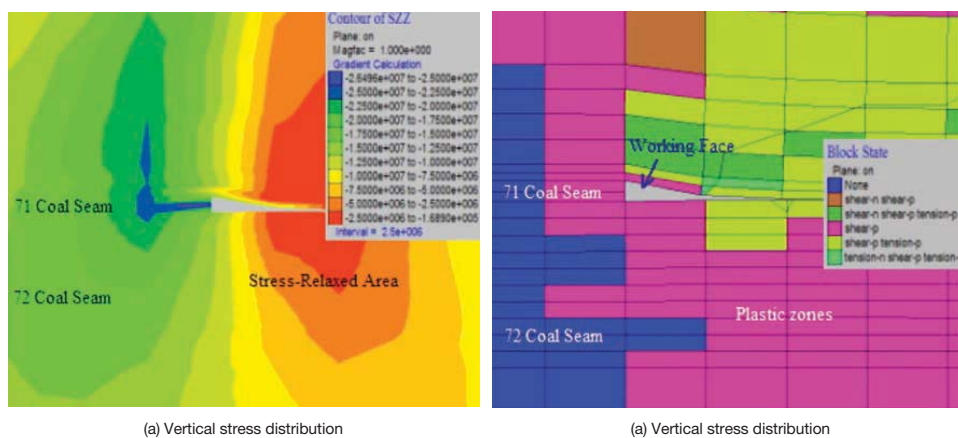 Contour of SZZ
Plane: on
Magfac = 1.000e+000
Gradient Calculation
-2.6496e+007 to -2.5000e+007
-2.5000e+007 to -2.2500e+007
-2.2500e+007 to -2.0000e+007
-2.0000e+007 to -1.7500e+007
-1.7500e+007 to -1.5000e+007
-1.5000e+007 to -1.2500e+007
-1.2500e+007 to -1.0000e+007
-1.0000e+007 to -7.5000e+006
-7.5000e+006 to -5.0000e+006
-5.0000e+006 to -2.5000e+006
-2.5000e+006 to -1.6890e+005
Interval = 2.5e+006
71 Coal Seam
Stress-Relaxed Area
72 Coal Seam
(a) Vertical stress distribution
Working Face
71 Coal Seam
Block State
Plane: on
None
shear-n shear-p
shear-n shear-p tension-p
shear-p
shear-p tension-p
tension-n shear-p tension-
Plastic zones
72 Coal Seam
(a) Vertical stress distribution